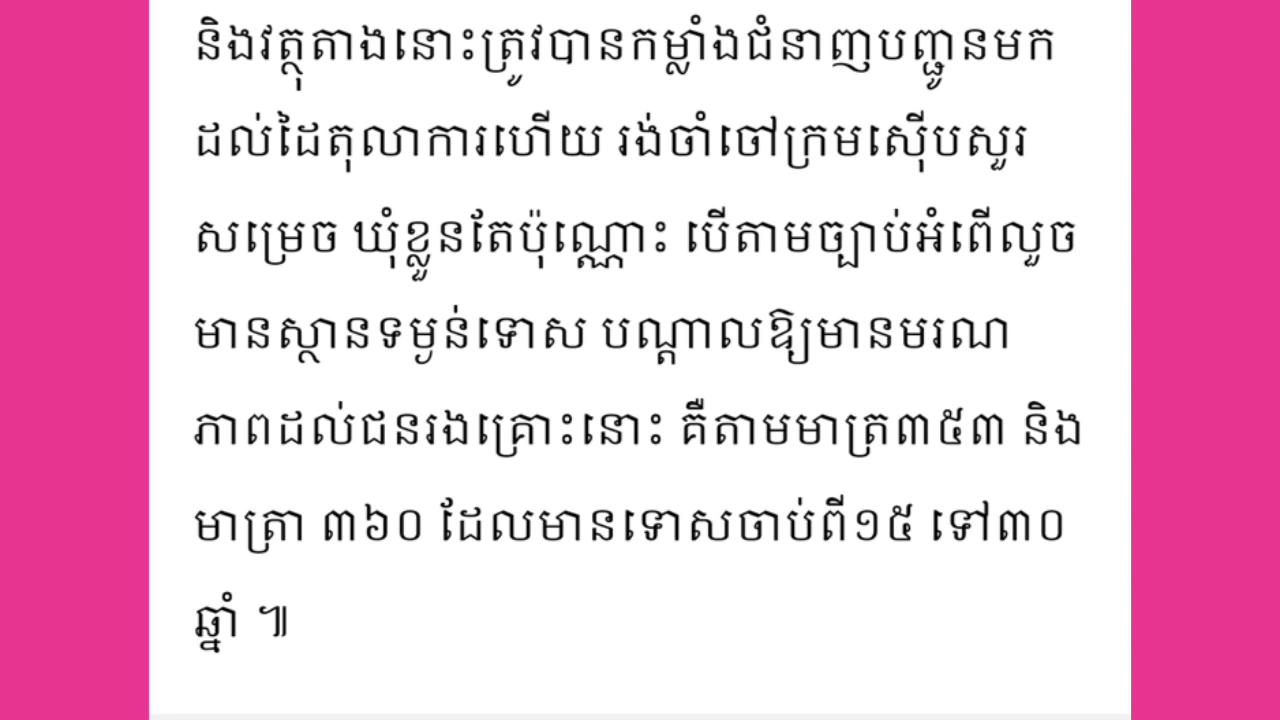 និងវត្ថុតាងនោះត្រូវបានកម្លាំងជំនាញបញ្ជូនមក
ដល់ដៃតុលាការហើយ រង់ចាំចៅក្រមស៊ើបសួរ
សម្រេច ឃុំខ្លួនតែប៉ុណ្ណោះ បើតាមច្បាប់អំពើលួច
មានស្ថានទម្ងន់ទោស បណ្ដាលឱ្យមានមរណ
ភាពដល់ជនរងគ្រោះនោះ គឺតាមមាត្រ៣៥៣ និង
មាត្រា ៣៦០ ដែលមានទោសចាប់ពី១៥ ទៅ៣០
ឆ្នាំ ៕